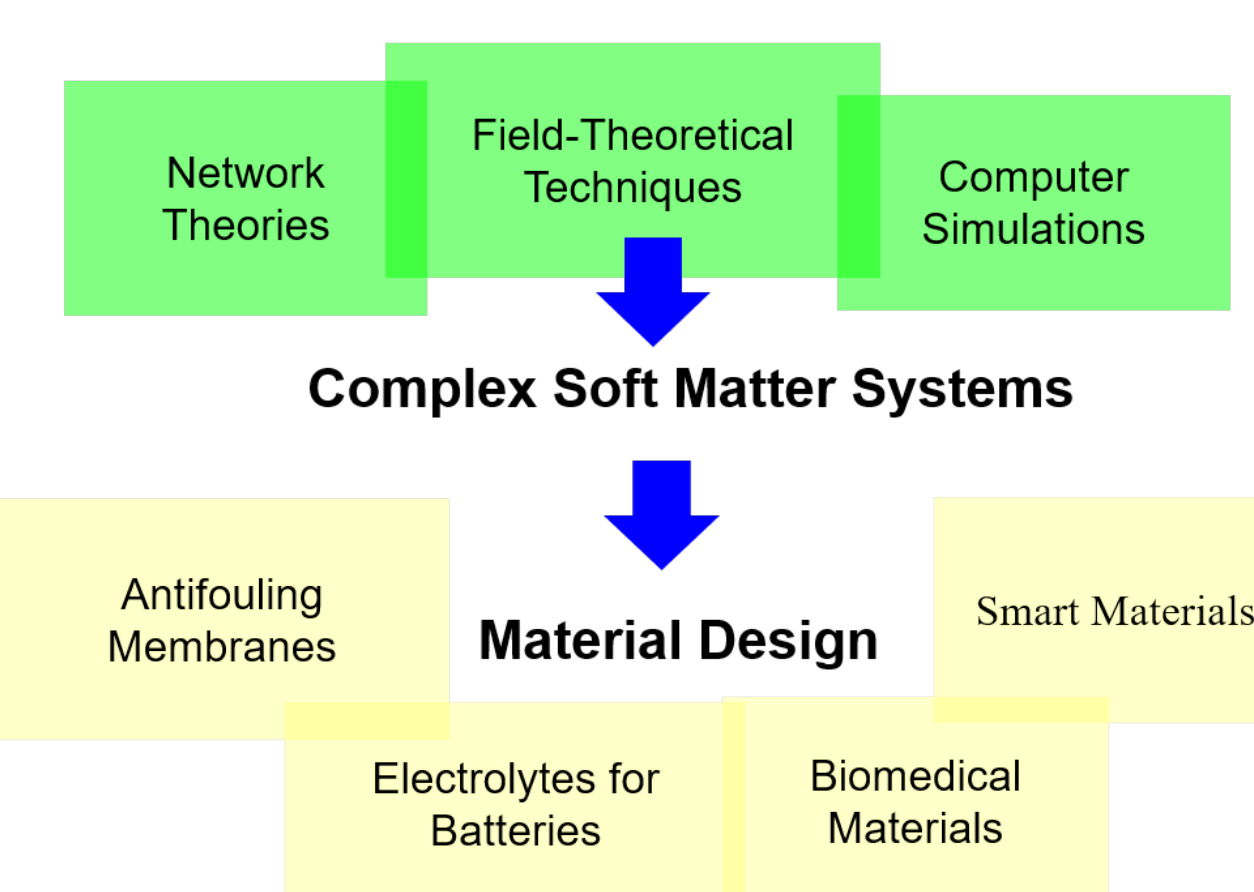 Network
Theories
Field-Theoretical
Techniques
Computer
Simulations
Complex Soft Matter Systems
Antifouling
Membranes
Material Design
Smart Materials
Electrolytes for
Batteries
Biomedical
Materials